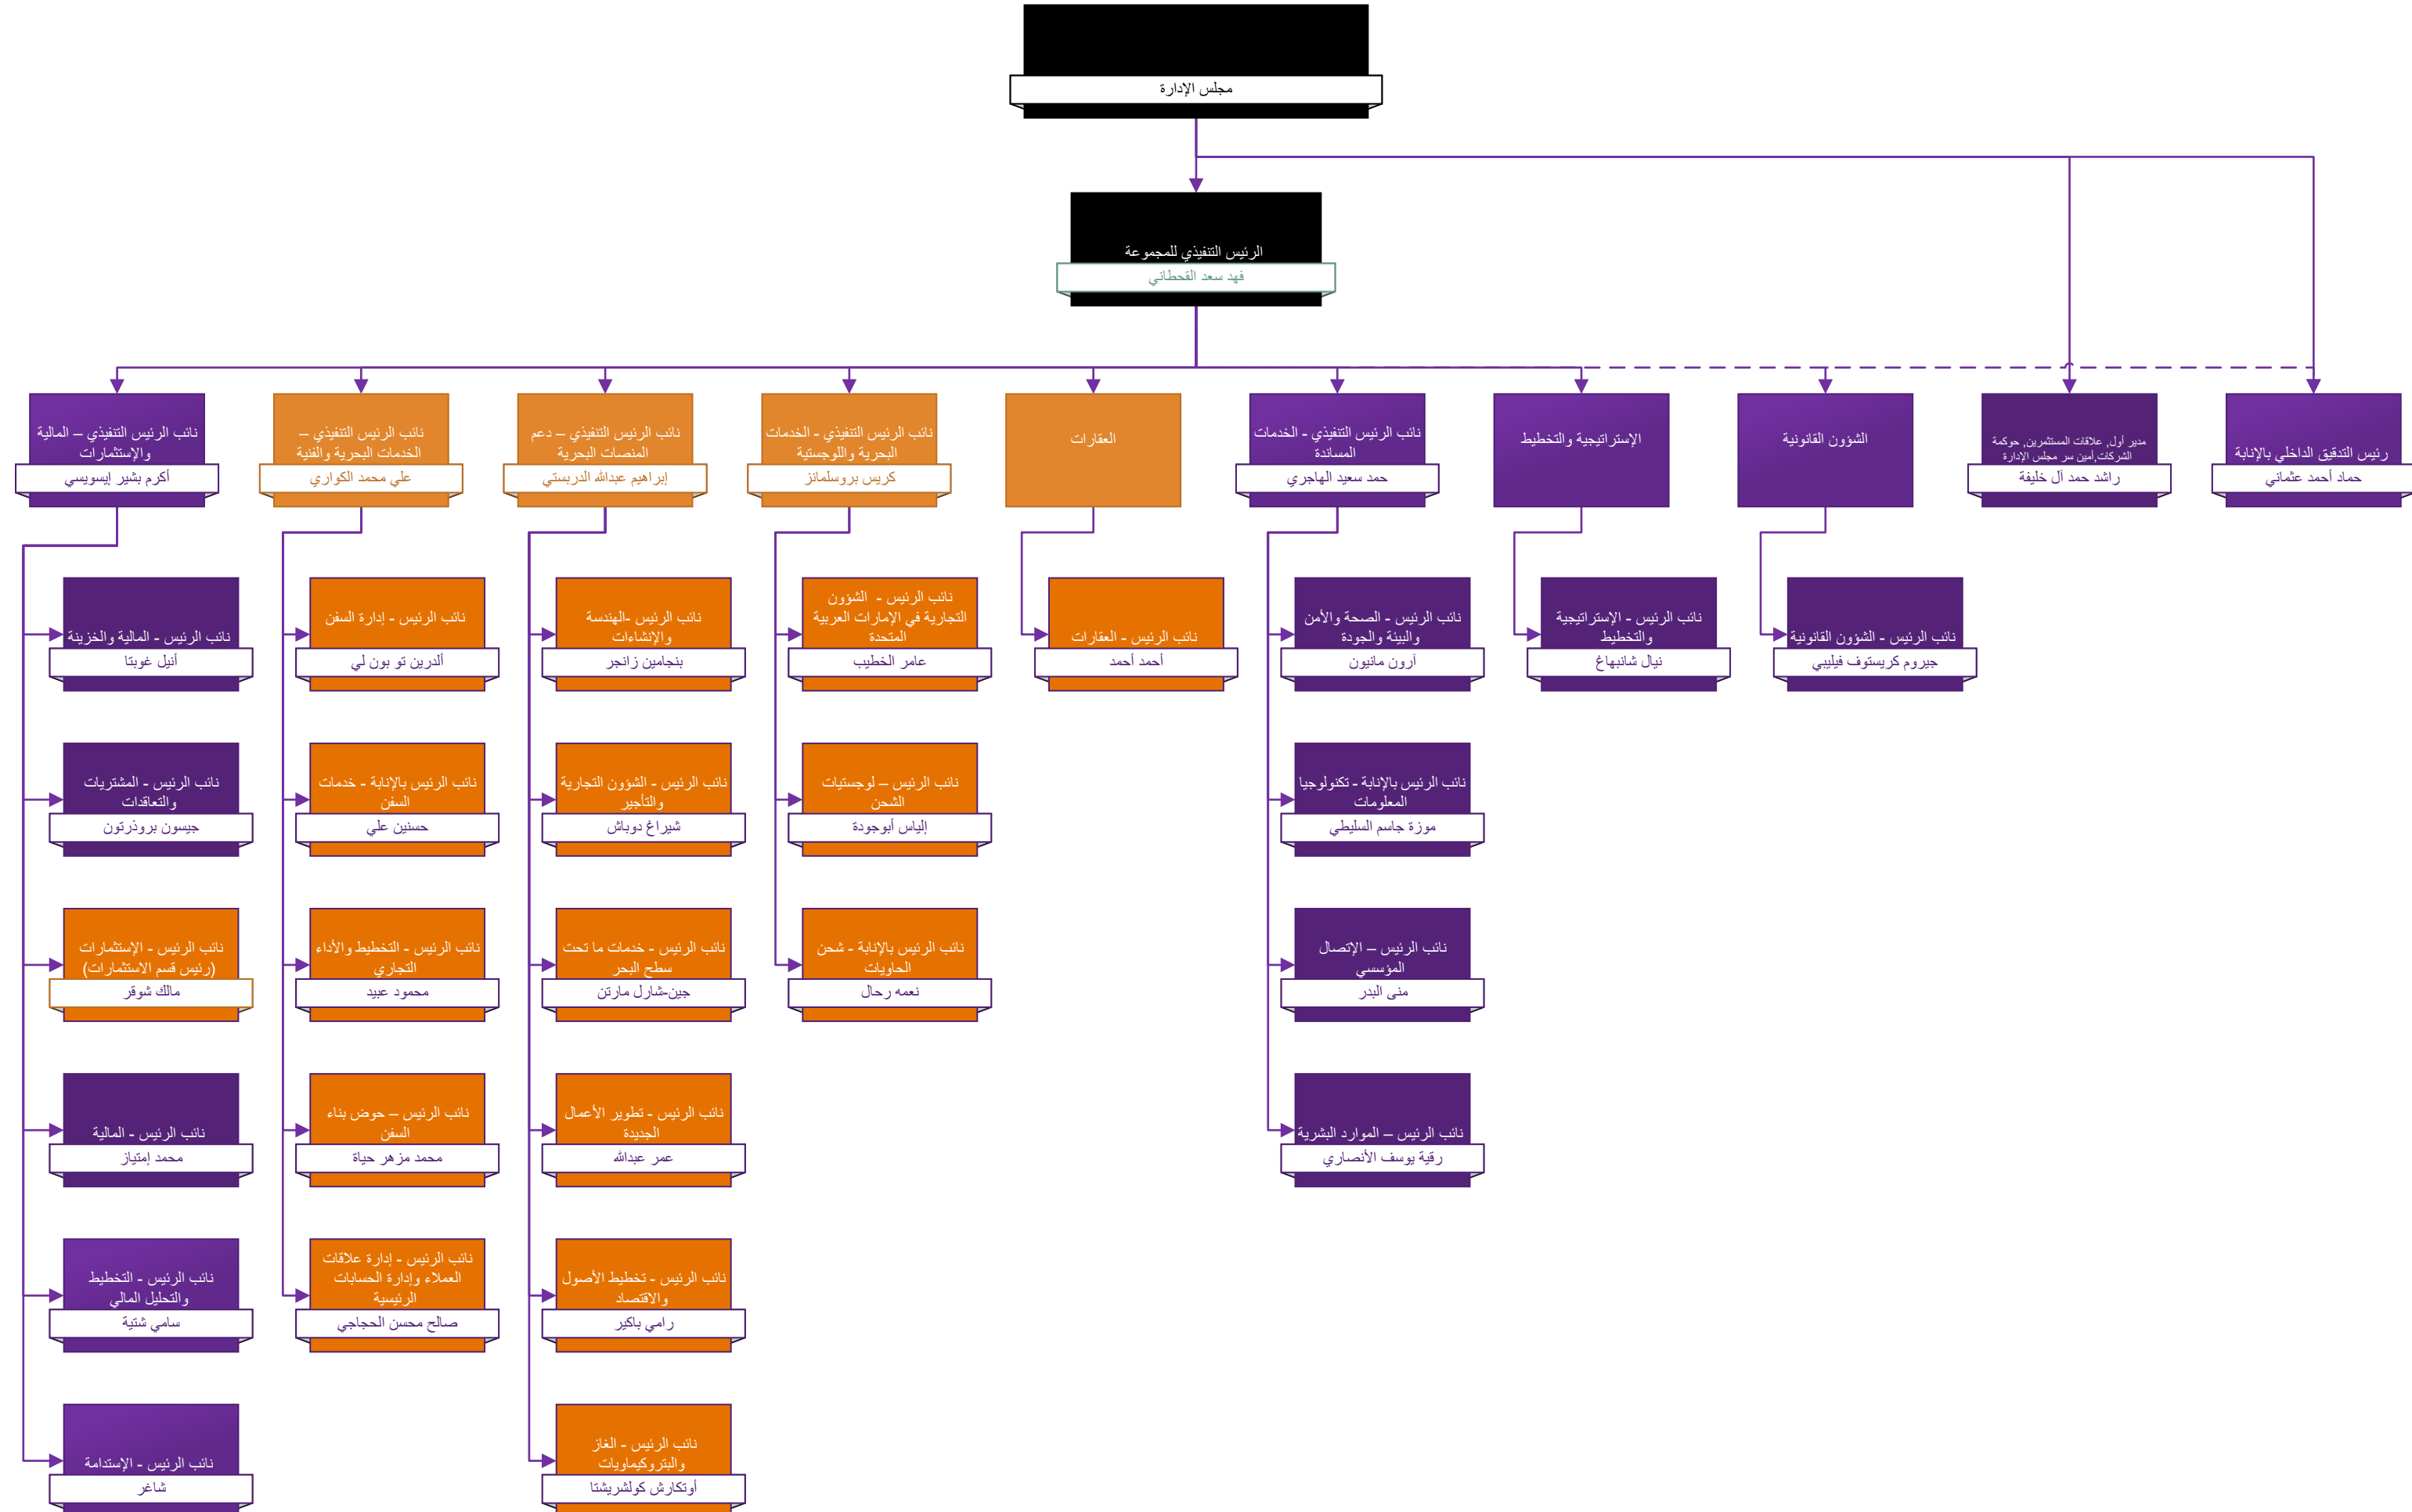 مجلس الإدارة
الرئيس التنفيذي للمجموعة
فهد سعد القحطاني
نائب الرئيس التنفيذي – المالية
والإستثمارات
أكرم بشير إيسويسي
نائب الرئيس التنفيذي –
الخدمات البحرية والفنية
علي محمد الكواري
نائب الرئيس التنفيذي – دعم
المنصات البحرية
إبراهيم عبدالله الدربستي
نائب الرئيس التنفيذي - الخدمات
البحرية واللوجستية
كريس بروسلمانز
العقارات
نائب الرئيس التنفيذي - الخدمات
المساندة
حمد سعيد الهاجري
الإستراتيجية والتخطيط
الشؤون القانونية
مدير أول, علاقات المستثمرين, حوكمة
الشركات,أمين سر مجلس الإدارة
راشد حمد آل خليفة
رئيس التدقيق الداخلي بالإنابة
حماد أحمد عثماني
نائب الرئيس - المالية والخزينة
أنيل غوبتا
نائب الرئيس - إدارة السفن
ألدرين تو بون لي
نائب الرئيس -الهندسة
والإنشاءات
بنجامين زانجر
نائب الرئيس - الشؤون
التجارية في الإمارات العربية
المتحدة
عامر الخطيب
نائب الرئيس - العقارات
أحمد أحمد
نائب الرئيس - الصحة والأمن
والبيئة والجودة
آرون مانيون
نائب الرئيس - الإستراتيجية
والتخطيط
نيال شانبهاغ
نائب الرئيس - الشؤون القانونية
جيروم كريستوف فيليبي
نائب الرئيس - المشتريات
والتعاقدات
جيسون بروذرتون
نائب الرئيس بالإنابة - خدمات
السفن
حسنين علي
نائب الرئيس - الشؤون التجارية
والتأجير
شيراغ دوباش
نائب الرئيس – لوجستيات
الشحن
إلياس أبوجودة
نائب الرئيس بالإنابة - تكنولوجيا
المعلومات
موزة جاسم السليطي
نائب الرئيس - الإستثمارات
(رئيس قسم الاستثمارات)
مالك شوقر
نائب الرئيس - التخطيط والأداء
التجاري
محمود عبيد
نائب الرئيس - خدمات ما تحت
سطح البحر
جين-شارل مارتن
نائب الرئيس بالإنابة - شحن
الحاويات
نعمه رحال
نائب الرئيس – الإتصال
المؤسسي
منى البدر
نائب الرئيس - المالية
محمد إمتياز
نائب الرئيس – حوض بناء
السفن
محمد مزهر حياة
نائب الرئيس - تطوير الأعمال
الجديدة
عمر عبدالله
نائب الرئيس – الموارد البشرية
رقية يوسف الأنصاري
نائب الرئيس - التخطيط
والتحليل المالي
سامي شتية
نائب الرئيس - إدارة علاقات
العملاء وإدارة الحسابات
الرئيسية
صالح محسن الحجاجي
نائب الرئيس - تخطيط الأصول
والاقتصاد
رامي باكير
نائب الرئيس - الإستدامة
شاغر
نائب الرئيس - الغاز
والبتروكيماويات
أوتكارش كولشريشتا